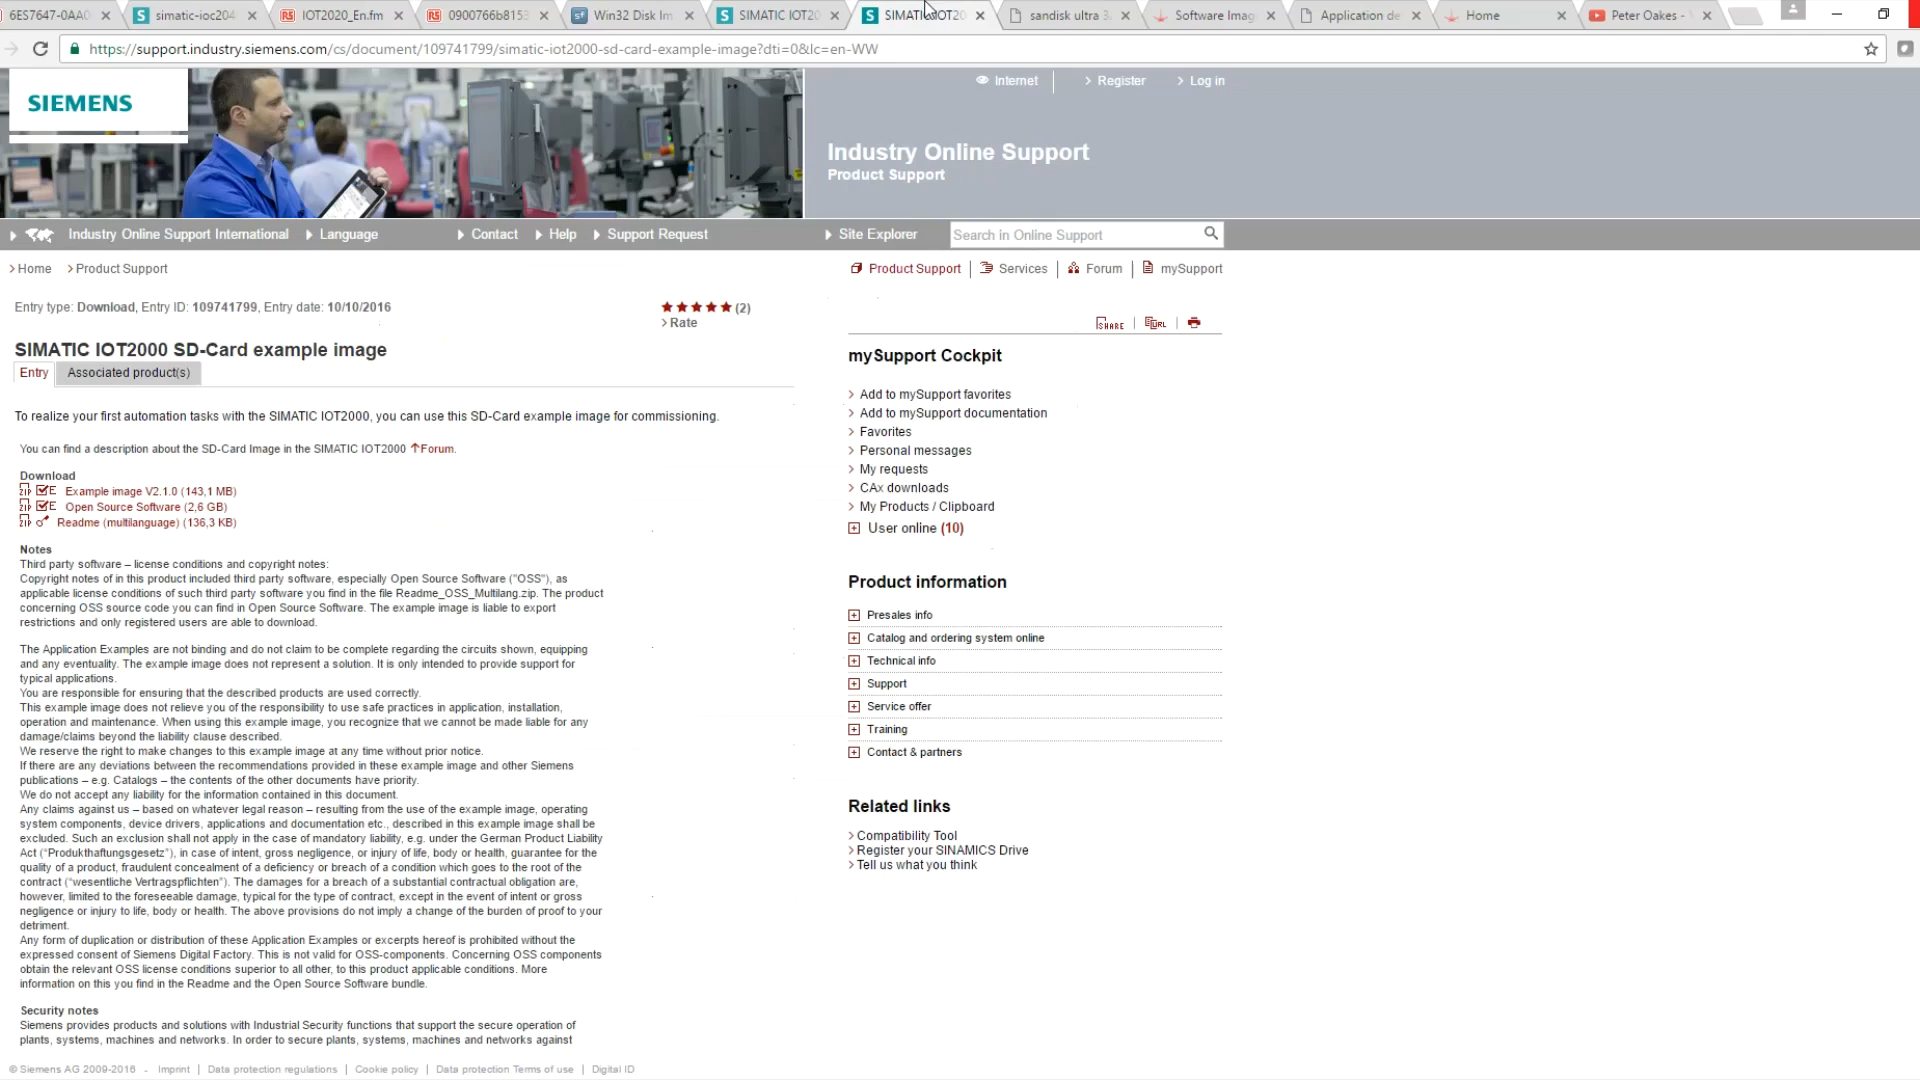 6ES7647-0AA0
simatic-ioc204
IOT2020_En.fm
0900766b8153
Win32 Disk Im
SIMATIC IOT20
SIMATIC IOT20
sandisk ultra 3
Software Imag
Application de
Home
Peter Oakes -
https://support.industry.siemens.com/cs/document/109741799/simatic-iot2000-sd-card-example-image?dti=0&lc=en-WW
SIEMENS
Internet
Register
Log in
Industry Online Support
Product Support
Industry Online Support International
Language
Contact
Help
Support Request
Site Explorer
Search in Online Support
Home
Product Support
Product Support
Services
Forum
mySupport
Entry type: Download, Entry ID: 109741799, Entry date: 10/10/2016
(2)
Rate
SHARE
URL
SIMATIC IOT2000 SD-Card example image
Entry
Associated product(s)
To realize your first automation tasks with the SIMATIC IOT2000, you can use this SD-Card example image for commissioning.
You can find a description about the SD-Card Image in the SIMATIC IOT2000 Forum.
Download
ZIP E Example image V2.1.0 (143,1 MB)
ZIP E Open Source Software (2,6 GB)
ZIP Readme (multilanguage) (136,3 KB)
Notes
Third party software – license conditions and copyright notes:
Copyright notes of in this product included third party software, especially Open Source Software ("OSS"), as
applicable license conditions of such third party software you find in the file Readme_OSS_Multilang.zip. The product
concerning OSS source code you can find in Open Source Software. The example image is liable to export
restrictions and only registered users are able to download.
The Application Examples are not binding and do not claim to be complete regarding the circuits shown, equipping
and any eventuality. The example image does not represent a solution. It is only intended to provide support for
typical applications.
You are responsible for ensuring that the described products are used correctly.
This example image does not relieve you of the responsibility to use safe practices in application, installation,
operation and maintenance. When using this example image, you recognize that we cannot be made liable for any
damage/claims beyond the liability clause described.
We reserve the right to make changes to this example image at any time without prior notice.
If there are any deviations between the recommendations provided in these example image and other Siemens
publications – e.g. Catalogs – the contents of the other documents have priority.
We do not accept any liability for the information contained in this document.
Any claims against us – based on whatever legal reason – resulting from the use of the example image, operating
system components, device drivers, applications and documentation etc., described in this example image shall be
excluded. Such an exclusion shall not apply in the case of mandatory liability, e.g. under the German Product Liability
Act ("Produkthaftungsgesetz"), in case of intent, gross negligence, or injury of life, body or health, guarantee for the
quality of a product, fraudulent concealment of a deficiency or breach of a condition which goes to the root of the
contract ("wesentliche Vertragspflichten"). The damages for a breach of a substantial contractual obligation are,
however, limited to the foreseeable damage, typical for the type of contract, except in the event of intent or gross
negligence or injury to life, body or health. The above provisions do not imply a change of the burden of proof to your
detriment.
Any form of duplication or distribution of these Application Examples or excerpts hereof is prohibited without the
expressed consent of Siemens Digital Factory. This is not valid for OSS-components. Concerning OSS components
obtain the relevant OSS license conditions superior to all other, to this product applicable conditions. More
information on this you find in the Readme and the Open Source Software bundle.
Security notes
Siemens provides products and solutions with Industrial Security functions that support the secure operation of
plants, systems, machines and networks. In order to secure plants, systems, machines and networks against
mySupport Cockpit
Add to mySupport favorites
Add to mySupport documentation
Favorites
Personal messages
My requests
CAx downloads
My Products / Clipboard
User online (10)
Product information
Presales info
Catalog and ordering system online
Technical info
Support
Service offer
Training
Contact & partners
Related links
Compatibility Tool
Register your SINAMICS Drive
Tell us what you think
© Siemens AG 2009-2016 - Imprint | Data protection regulations | Cookie policy | Data protection Terms of use | Digital ID